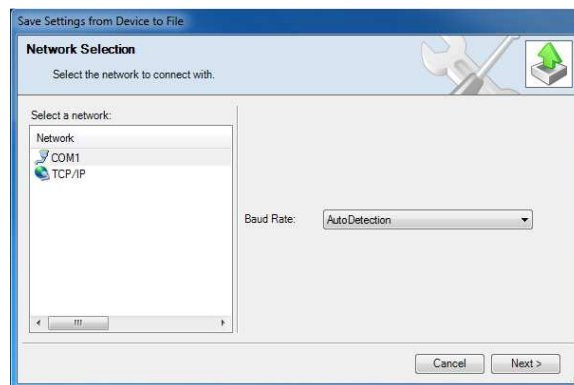 Save Settings from Device to File
Network Selection
Select the network to connect with.
Select a network:
Network
COM1
TCP/IP
Baud Rate: AutoDetection
Cancel Next >